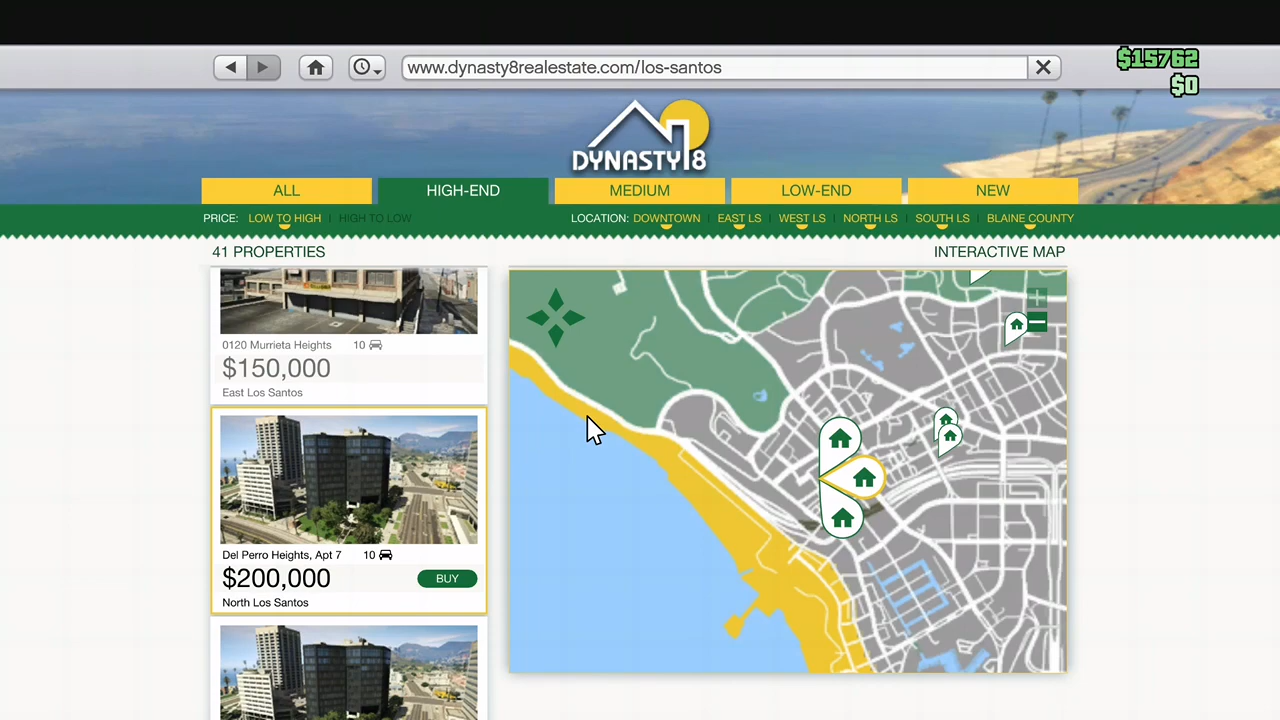 www.dynasty8realestate.com/los-santos
$15762
$0
DYNASTY 8
ALL
HIGH-END
MEDIUM
LOW-END
NEW
PRICE: LOW TO HIGH | HIGH TO LOW
LOCATION: DOWNTOWN | EAST LS | WEST LS | NORTH LS | SOUTH LS | BLAINE COUNTY
41 PROPERTIES
INTERACTIVE MAP
0120 Murrieta Heights 10
$150,000
East Los Santos
Del Perro Heights, Apt 7 10
$200,000
BUY
North Los Santos